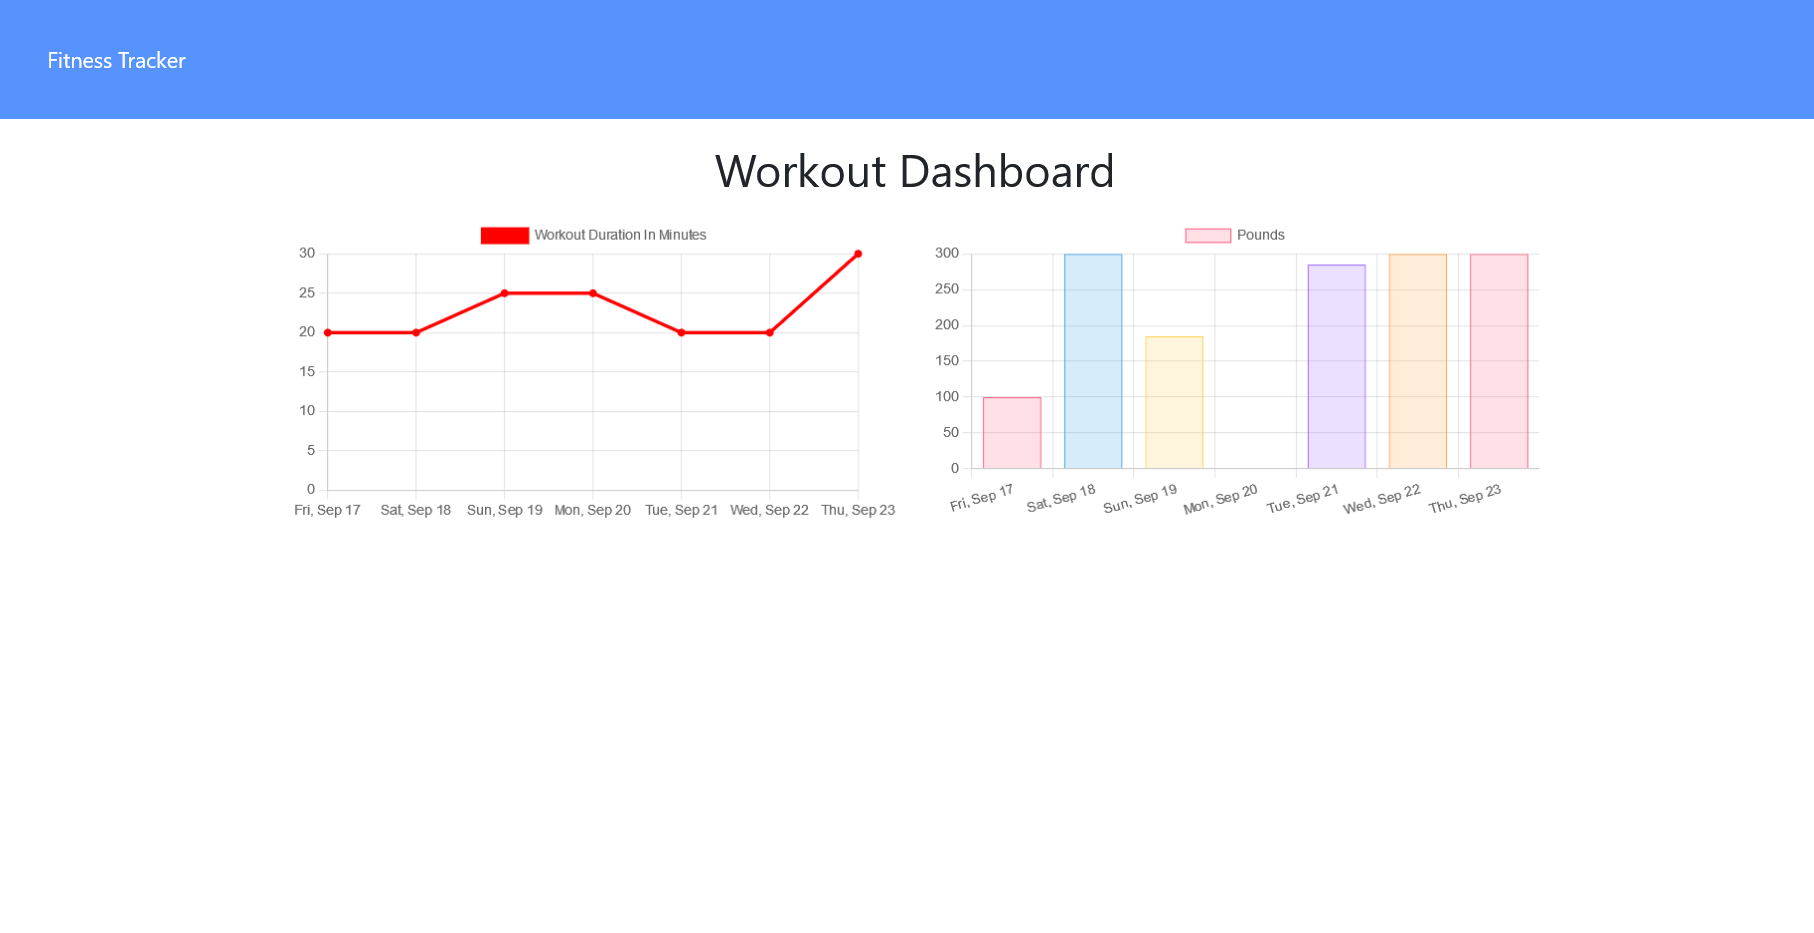 Fitness Tracker
Workout Dashboard
Workout Duration In Minutes
30
25
20
15
10
5
0
Fri, Sep 17 Sat, Sep 18 Sun, Sep 19 Mon, Sep 20 Tue, Sep 21 Wed, Sep 22 Thu, Sep 23
Pounds
300
250
200
150
100
50
0
Fri, Sep 17 Sat, Sep 18 Sun, Sep 19 Mon, Sep 20 Tue, Sep 21 Wed, Sep 22 Thu, Sep 23